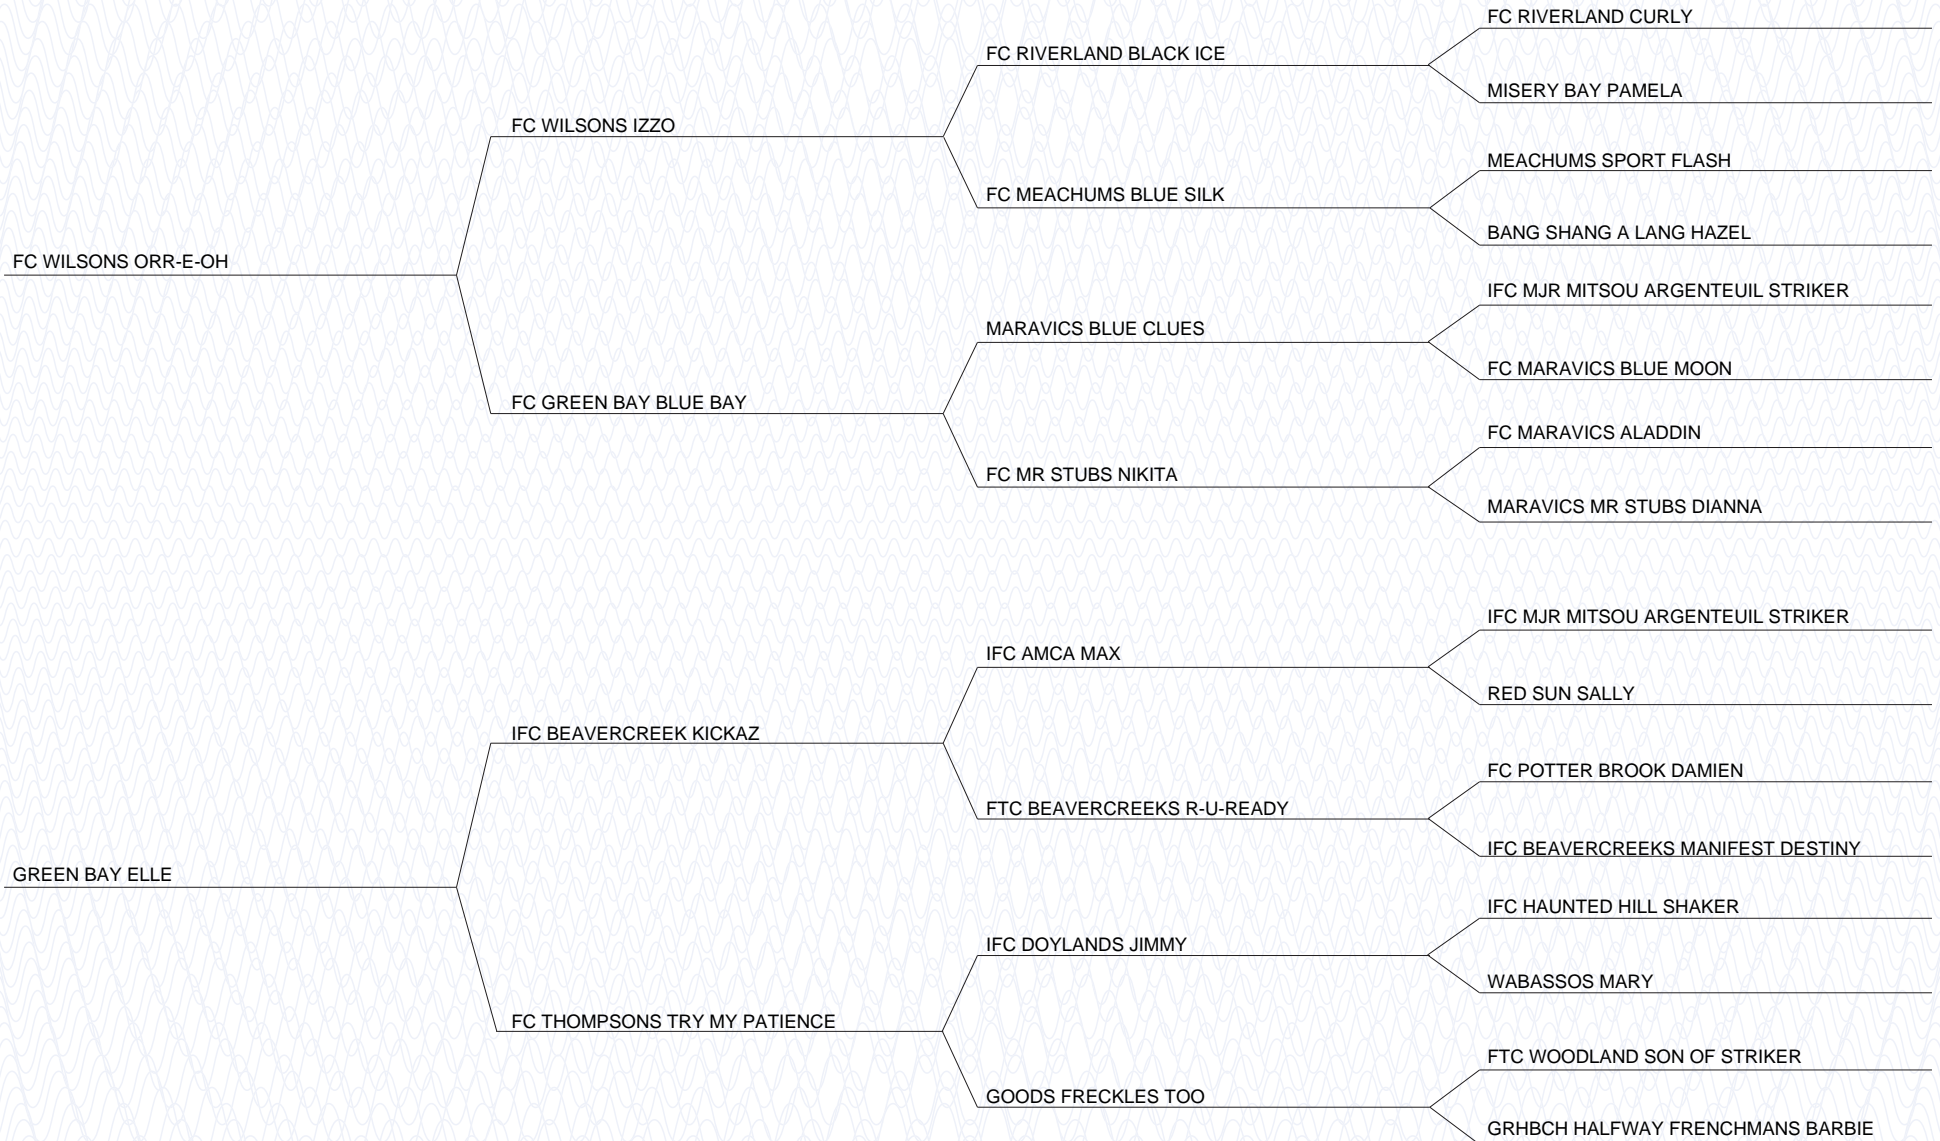 FC RIVERLAND CURLY
FC RIVERLAND BLACK ICE
MISERY BAY PAMELA
FC WILSONS IZZO
MEACHUMS SPORT FLASH
FC MEACHUMS BLUE SILK
BANG SHANG A LANG HAZEL
FC WILSONS ORR-E-OH
IFC MJR MITSOU ARGENTEUIL STRIKER
MARAVICS BLUE CLUES
FC MARAVICS BLUE MOON
FC GREEN BAY BLUE BAY
FC MARAVICS ALADDIN
FC MR STUBS NIKITA
MARAVICS MR STUBS DIANNA
IFC MJR MITSOU ARGENTEUIL STRIKER
IFC AMCA MAX
RED SUN SALLY
IFC BEAVERCREEK KICKAZ
FC POTTER BROOK DAMIEN
FTC BEAVERCREEKS R-U-READY
IFC BEAVERCREEKS MANIFEST DESTINY
GREEN BAY ELLE
IFC HAUNTED HILL SHAKER
IFC DOYLANDS JIMMY
WABASSOS MARY
FC THOMPSONS TRY MY PATIENCE
FTC WOODLAND SON OF STRIKER
GOODS FRECKLES TOO
GRHBCH HALFWAY FRENCHMANS BARBIE